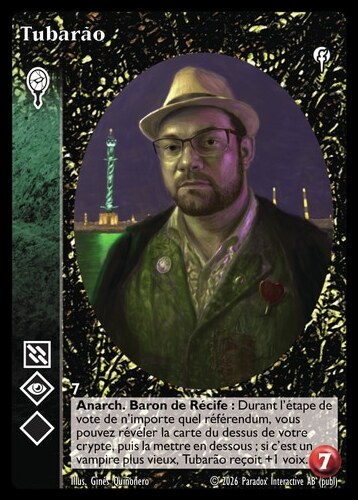 Tubarão
7
Anarch. Baron de Récife : Durant l'étape de
vote de n'importe quel référendum, vous
pouvez révéler la carte du dessus de votre
crypte, puis la mettre en dessous ; si c'est un
vampire plus vieux, Tubarão reçoit +1 voix.
7
Illus. Ginés Quiñonero
©2026 Paradox Interactive AB (publ)